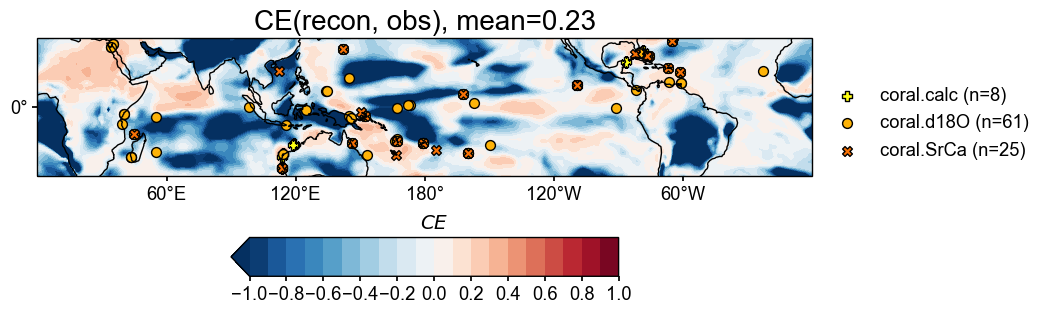 CE(recon, obs), mean=0.23
0°
60°E 120°E 180° 120°W 60°W
coral.calc (n=8)
coral.d18O (n=61)
coral.SrCa (n=25)
CE
−1.0 −0.8 −0.6 −0.4 −0.2 0.0 0.2 0.4 0.6 0.8 1.0